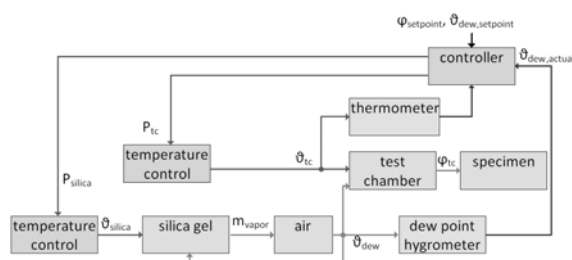 φsetpoint, ϑdew,setpoint
controller
ϑdew,actua
thermometer
Ptc
temperature control
ϑtc
test chamber
φtc
specimen
Psilica
temperature control
ϑsilica
silica gel
mvapor
air
ϑdew
dew point hygrometer